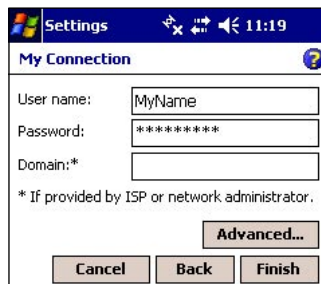 Settings 11:19
My Connection
User name: MyName
Password: *********
Domain:*
* If provided by ISP or network administrator.
Advanced...
Cancel Back Finish